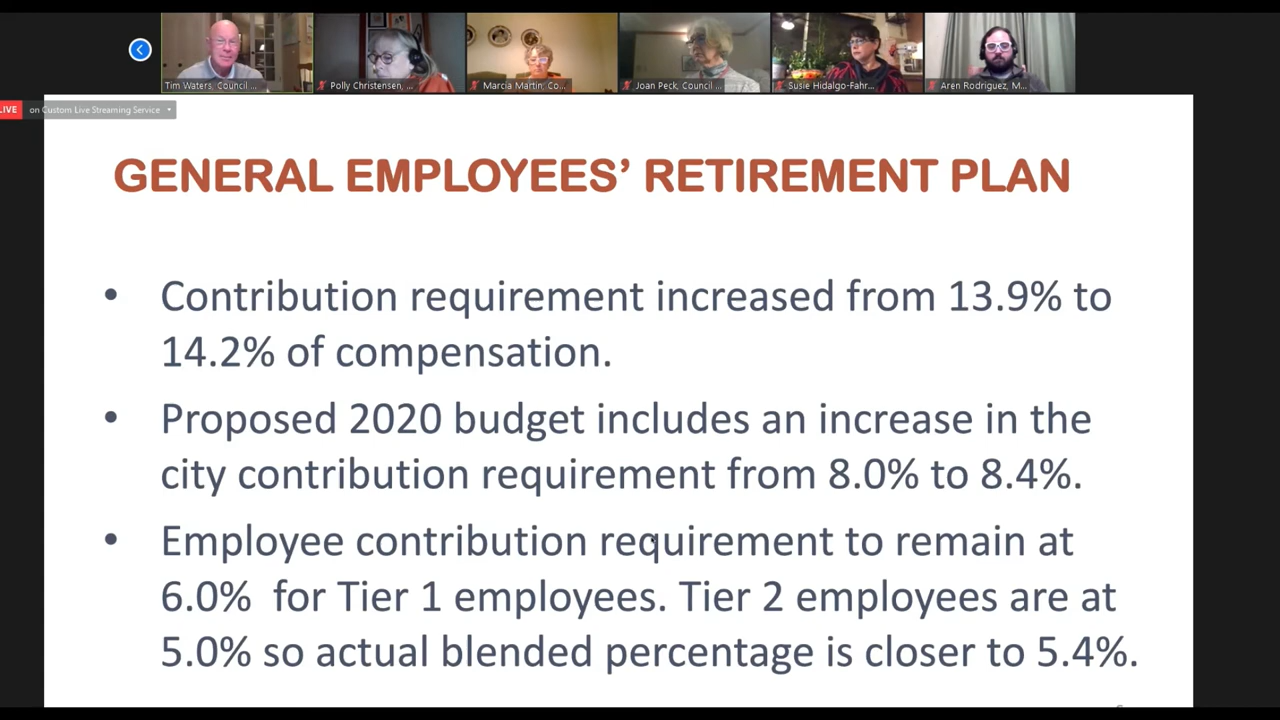 Tim Waters, Council ...
Polly Christensen, ...
Marcia Martin, Co...
Joan Peck, Council ...
Susie Hidalgo-Fahr...
Aren Rodriguez, M...
LIVE
on Custom Live Streaming Service
GENERAL EMPLOYEES’ RETIREMENT PLAN
• Contribution requirement increased from 13.9% to
14.2% of compensation.
• Proposed 2020 budget includes an increase in the
city contribution requirement from 8.0% to 8.4%.
• Employee contribution requirement to remain at
6.0%  for Tier 1 employees. Tier 2 employees are at
5.0% so actual blended percentage is closer to 5.4%.